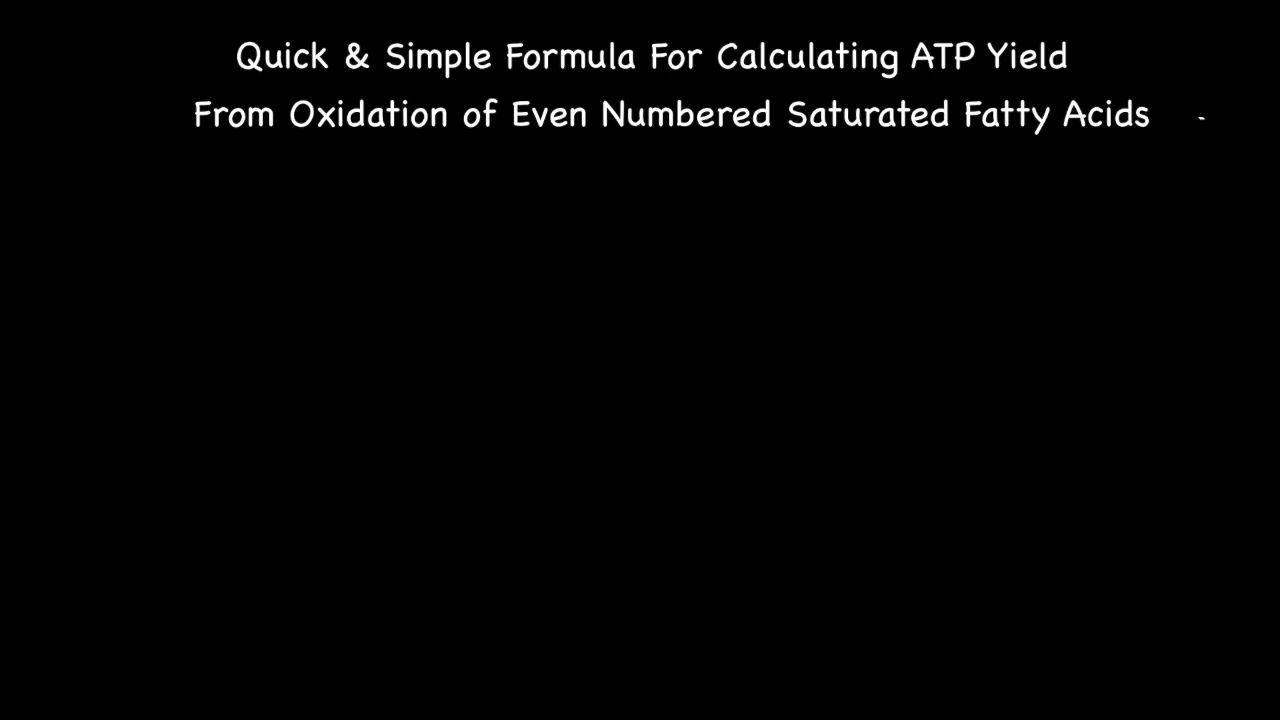 Quick & Simple Formula For Calculating ATP Yield
From Oxidation of Even Numbered Saturated Fatty Acids